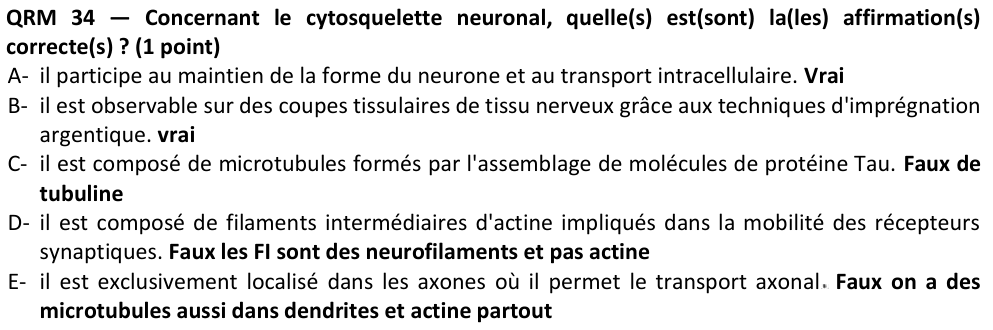 QRM 34 — Concernant le cytosquelette neuronal, quelle(s) est(sont) la(les) affirmation(s)
correcte(s) ? (1 point)
A- il participe au maintien de la forme du neurone et au transport intracellulaire. Vrai
B- il est observable sur des coupes tissulaires de tissu nerveux grâce aux techniques d'imprégnation
argentique. vrai
C- il est composé de microtubules formés par l'assemblage de molécules de protéine Tau. Faux de
tubuline
D- il est composé de filaments intermédiaires d'actine impliqués dans la mobilité des récepteurs
synaptiques. Faux les FI sont des neurofilaments et pas actine
E- il est exclusivement localisé dans les axones où il permet le transport axonal. Faux on a des
microtubules aussi dans dendrites et actine partout